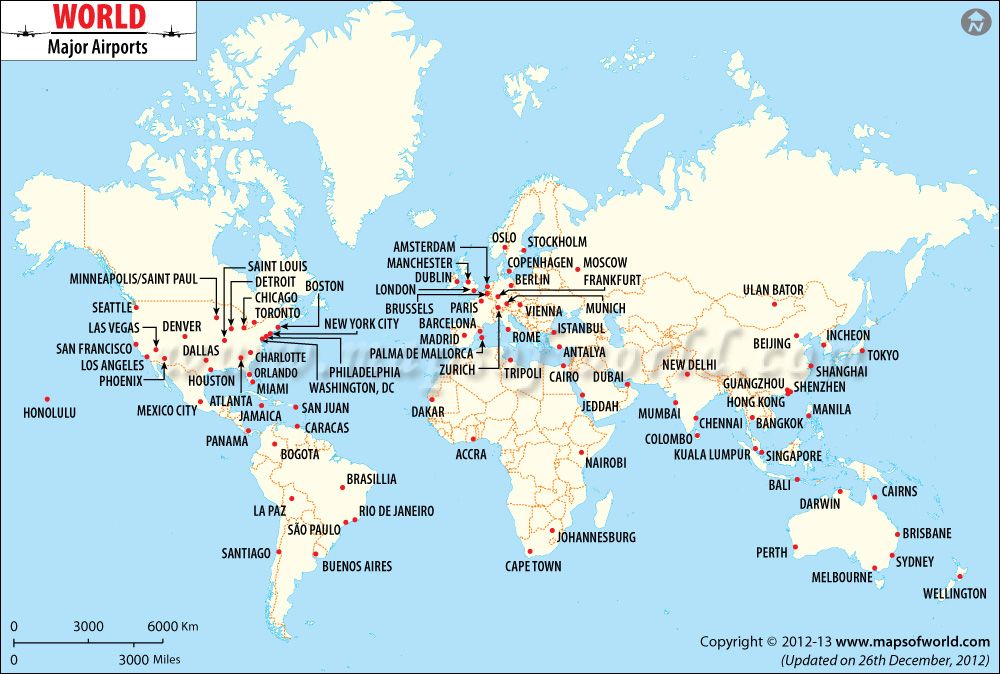 WORLD
Major Airports
N
OSLO
STOCKHOLM
AMSTERDAM
MANCHESTER
COPENHAGEN
MOSCOW
DUBLIN
BERLIN
FRANKFURT
SAINT LOUIS
MINNEAPOLIS/SAINT PAUL
DETROIT
BOSTON
LONDON
ULAN BATOR
CHICAGO
SEATTLE
TORONTO
BRUSSELS
PARIS
VIENNA
MUNICH
LAS VEGAS
DENVER
NEW YORK CITY
BARCELONA
ISTANBUL
MADRID
ROME
INCHEON
SAN FRANCISCO
DALLAS
BEIJING
LOS ANGELES
CHARLOTTE
PALMA DE MALLORCA
ANTALYA
TOKYO
PHOENIX
ORLANDO
PHILADELPHIA
ZURICH
TRIPOLI
CAIRO
DUBAI
NEW DELHI
SHANGHAI
HOUSTON
MIAMI
WASHINGTON, DC
GUANGZHOU
SHENZHEN
HONOLULU
MEXICO CITY
ATLANTA
JAMAICA
SAN JUAN
DAKAR
JEDDAH
MUMBAI
HONG KONG
MANILA
PANAMA
CARACAS
CHENNAI
BANGKOK
BOGOTA
ACCRA
NAIROBI
COLOMBO
KUALA LUMPUR
SINGAPORE
BRASILLIA
BALI
CAIRNS
LA PAZ
RIO DE JANEIRO
DARWIN
SÃO PAULO
JOHANNESBURG
BRISBANE
SANTIAGO
BUENOS AIRES
CAPE TOWN
PERTH
SYDNEY
MELBOURNE
WELLINGTON
0 3000 6000 Km
0 3000 Miles
Copyright © 2012-13 www.mapsofworld.com
(Updated on 26th December, 2012)
www.mapsofworld.com